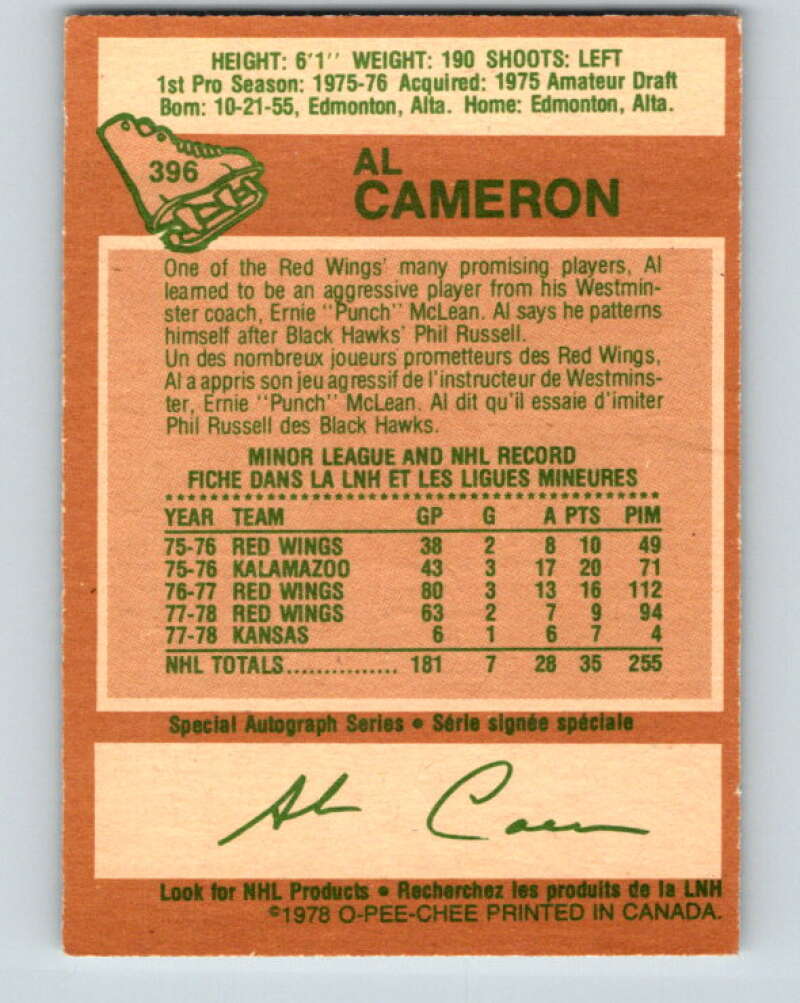 HEIGHT: 6'1" WEIGHT: 190 SHOOTS: LEFT
1st Pro Season: 1975-76 Acquired: 1975 Amateur Draft
Born: 10-21-55, Edmonton, Alta. Home: Edmonton, Alta.
396
AL
CAMERON
One of the Red Wings' many promising players, Al
learned to be an aggressive player from his Westmin-
ster coach, Ernie "Punch" McLean. Al says he patterns
himself after Black Hawks' Phil Russell.
Un des nombreux joueurs prometteurs des Red Wings,
Al a appris son jeu agressif de l'instructeur de Westmins-
ter, Ernie "Punch" McLean. Al dit qu'il essaie d'imiter
Phil Russell des Black Hawks.
MINOR LEAGUE AND NHL RECORD
FICHE DANS LA LNH ET LES LIGUES MINEURES
YEAR TEAM GP G A PTS PIM
75-76 RED WINGS 38 2 8 10 49
75-76 KALAMAZOO 43 3 17 20 71
76-77 RED WINGS 80 3 13 16 112
77-78 RED WINGS 63 2 7 9 94
77-78 KANSAS 6 1 6 7 4
NHL TOTALS............... 181 7 28 35 255
Special Autograph Series • Série signée spéciale
Al Cameron
Look for NHL Products • Recherchez les produits de la LNH
©1978 O-PEE-CHEE PRINTED IN CANADA.